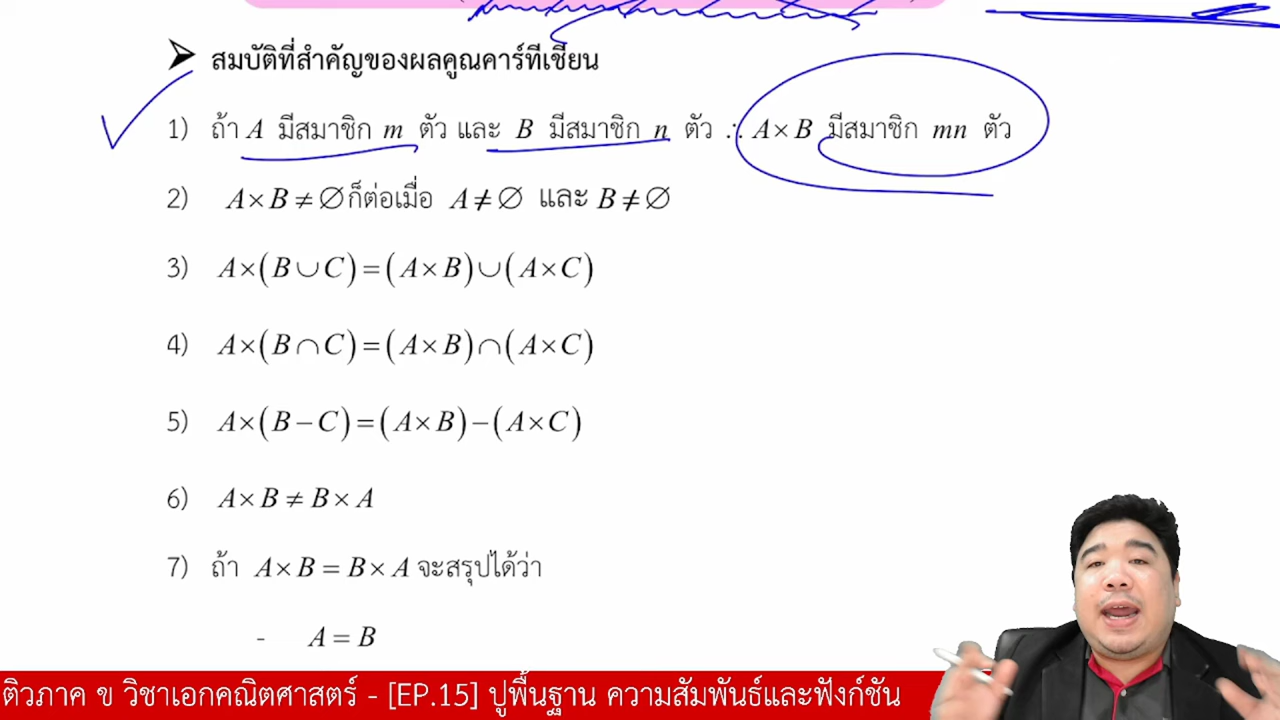 ➤ สมบัติที่สำคัญของผลคูณคาร์ทีเชียน
1) ถ้า A มีสมาชิก m ตัว และ B มีสมาชิก n ตัว ∴ A×B มีสมาชิก mn ตัว
2) A×B ≠ ∅ ก็ต่อเมื่อ A ≠ ∅ และ B ≠ ∅
3) A×(B∪C)=(A×B)∪(A×C)
4) A×(B∩C)=(A×B)∩(A×C)
5) A×(B−C)=(A×B)−(A×C)
6) A×B ≠ B×A
7) ถ้า A×B = B×A จะสรุปได้ว่า
- A = B
ติวภาค ข วิชาเอกคณิตศาสตร์ - [EP.15] ปูพื้นฐาน ความสัมพันธ์และฟังก์ชัน